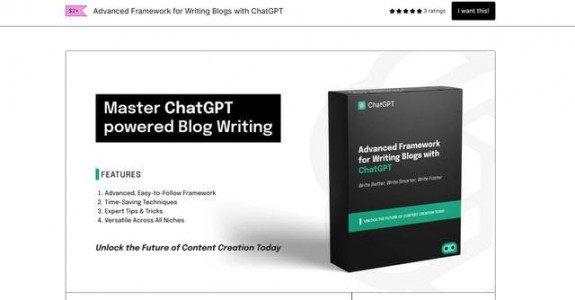 $2+
Advanced Framework for Writing Blogs with ChatGPT
3 ratings
I want this!
Master ChatGPT
powered Blog Writing
FEATURES
1. Advanced, Easy-to-Follow Framework
2. Time-Saving Techniques
3. Expert Tips & Tricks
4. Versatile Across All Niches
Unlock the Future of Content Creation Today
ChatGPT
Advanced Framework
for Writing Blogs with
ChatGPT
Write Better, Write Smarter, Write Faster
UNLOCK THE FUTURE OF CONTENT CREATION TODAY